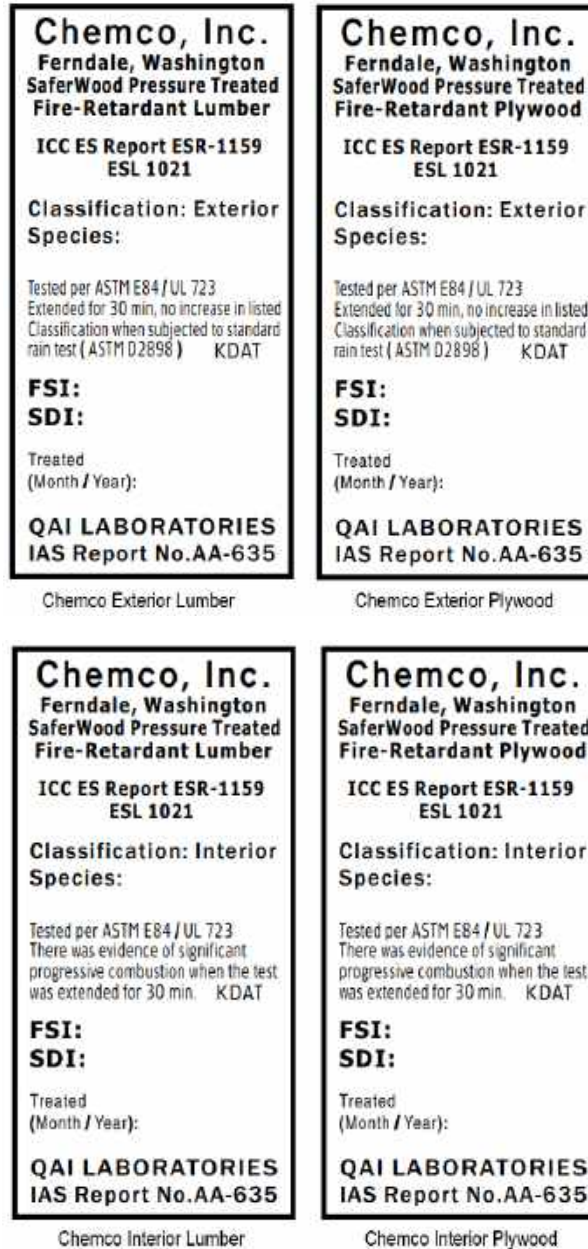 Chemco, Inc.
Ferndale, Washington
SaferWood Pressure Treated
Fire-Retardant Lumber
ICC ES Report ESR-1159
ESL 1021
Classification: Exterior
Species:
Tested per ASTM E84 / UL 723
Extended for 30 min, no increase in listed
Classification when subjected to standard
rain test ( ASTM D2898 ) KDAT
FSI:
SDI:
Treated
(Month / Year):
QAI LABORATORIES
IAS Report No.AA-635
Chemco Exterior Lumber
Chemco, Inc.
Ferndale, Washington
SaferWood Pressure Treated
Fire-Retardant Plywood
ICC ES Report ESR-1159
ESL 1021
Classification: Exterior
Species:
Tested per ASTM E84 / UL 723
Extended for 30 min, no increase in listed
Classification when subjected to standard
rain test ( ASTM D2898 ) KDAT
FSI:
SDI:
Treated
(Month / Year):
QAI LABORATORIES
IAS Report No.AA-635
Chemco Exterior Plywood
Chemco, Inc.
Ferndale, Washington
SaferWood Pressure Treated
Fire-Retardant Lumber
ICC ES Report ESR-1159
ESL 1021
Classification: Interior
Species:
Tested per ASTM E84 / UL 723
There was evidence of significant
progressive combustion when the test
was extended for 30 min. KDAT
FSI:
SDI:
Treated
(Month / Year):
QAI LABORATORIES
IAS Report No.AA-635
Chemco Interior Lumber
Chemco, Inc.
Ferndale, Washington
SaferWood Pressure Treated
Fire-Retardant Plywood
ICC ES Report ESR-1159
ESL 1021
Classification: Interior
Species:
Tested per ASTM E84 / UL 723
There was evidence of significant
progressive combustion when the test
was extended for 30 min. KDAT
FSI:
SDI:
Treated
(Month / Year):
QAI LABORATORIES
IAS Report No.AA-635
Chemco Interior Plywood